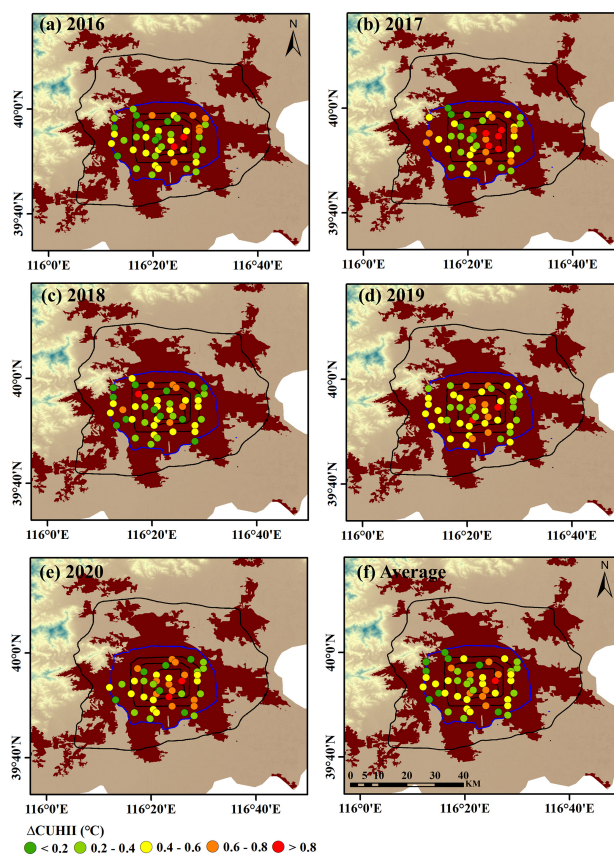 (a) 2016
N
40°0'N
39°40'N
116°0'E 116°20'E 116°40'E
(b) 2017
40°0'N
39°40'N
116°0'E 116°20'E 116°40'E
(c) 2018
40°0'N
39°40'N
116°0'E 116°20'E 116°40'E
(d) 2019
40°0'N
39°40'N
116°0'E 116°20'E 116°40'E
(e) 2020
40°0'N
39°40'N
116°0'E 116°20'E 116°40'E
(f) Average
N
40°0'N
39°40'N
0 5 10 20 30 40
KM
116°0'E 116°20'E 116°40'E
ΔCUHII (°C)
< 0.2 0.2 - 0.4 0.4 - 0.6 0.6 - 0.8 > 0.8